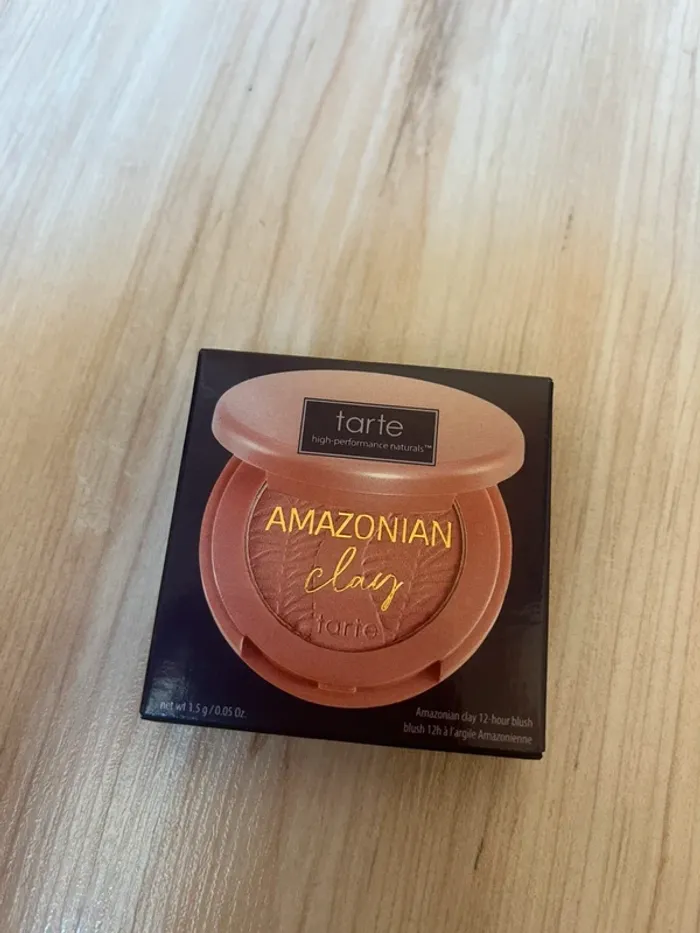 tarte
high-performance naturals™
AMAZONIAN
clay
tarte
net wt 1.5 g / 0.05 Oz.
Amazonian clay 12-hour blush
blush 12h à l'argile Amazonienne